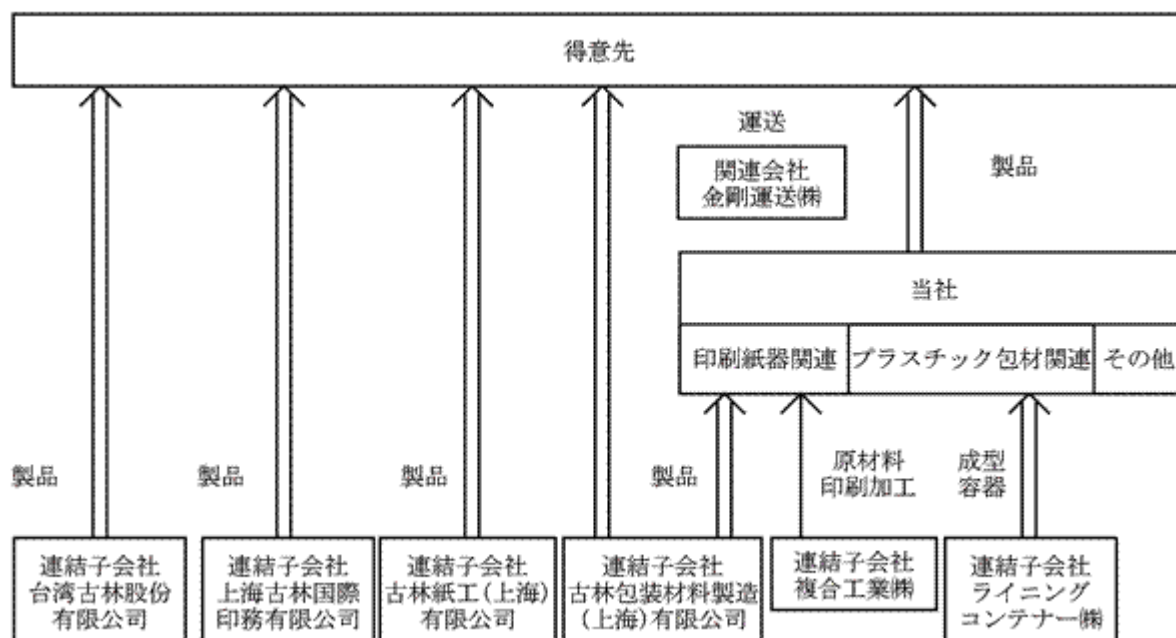 得意先
運送
関連会社
金剛運送㈱
製品
当社
印刷紙器関連
プラスチック包材関連
その他
製品
製品
製品
製品
原材料
印刷加工
成型
容器
連結子会社
台湾古林股份
有限公司
連結子会社
上海古林国際
印務有限公司
連結子会社
古林紙工(上海)
有限公司
連結子会社
古林包装材料製造
(上海)有限公司
連結子会社
複合工業㈱
連結子会社
ライニング
コンテナー㈱